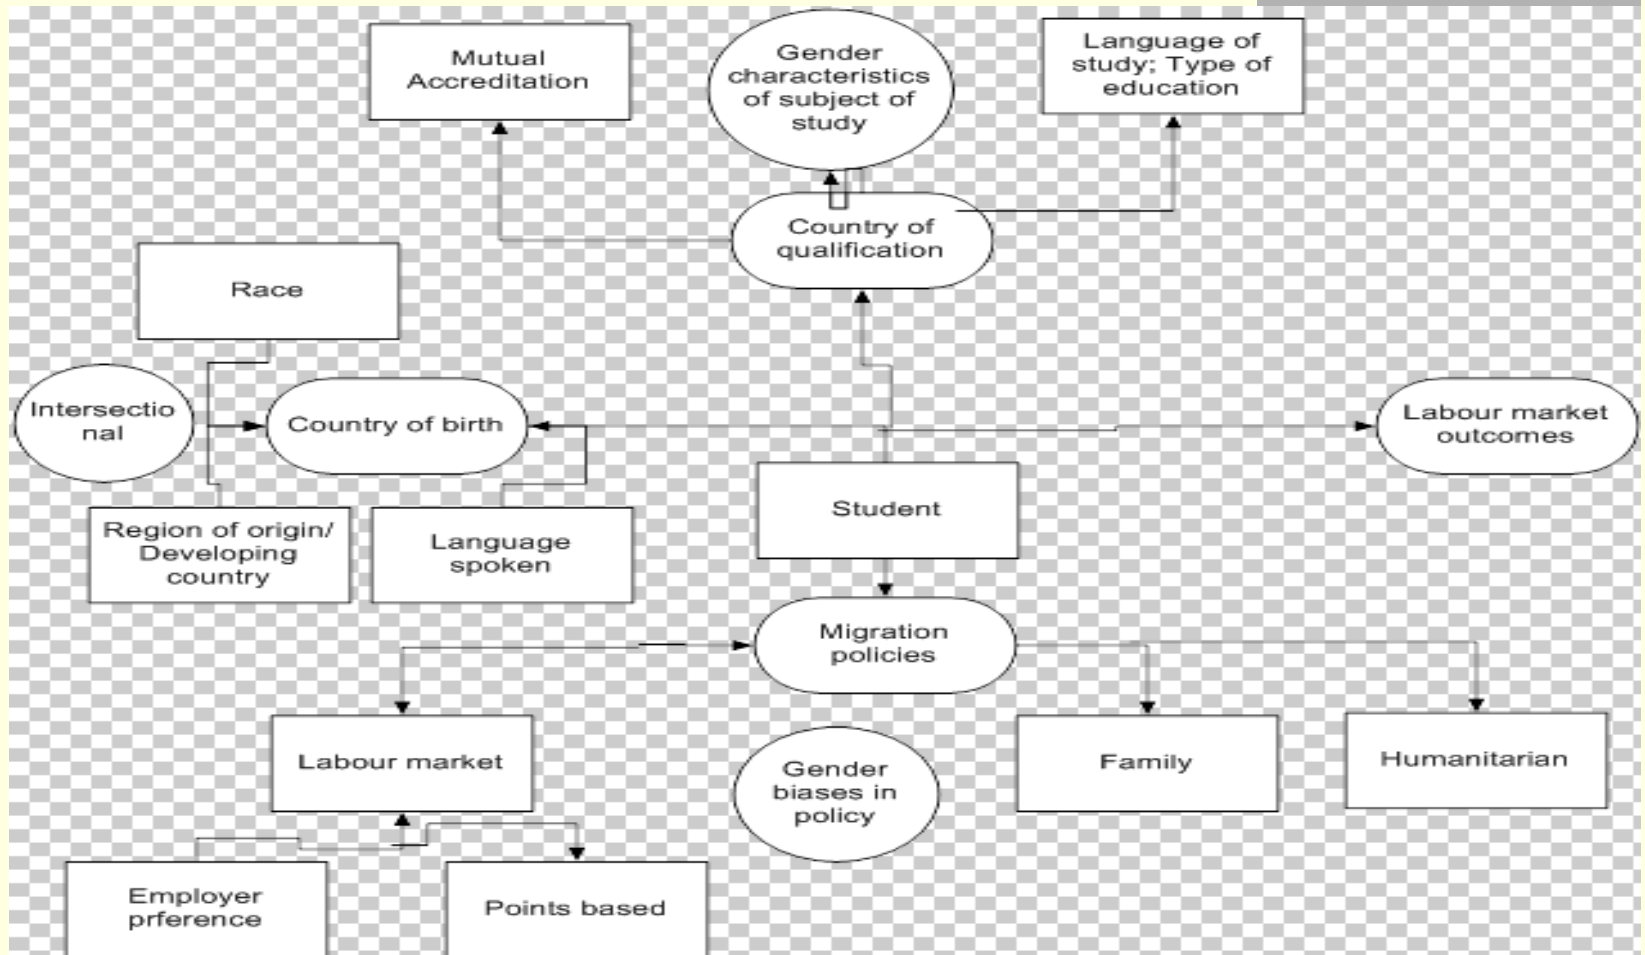 Mutual
Accreditation
Gender
characteristics
of subject of
study
Language of
study; Type of
education
Country of
qualification
Race
Intersectio
nal
Country of birth
Labour market
outcomes
Region of origin/
Developing
country
Language
spoken
Student
Migration
policies
Labour market
Gender
biases in
policy
Family
Humanitarian
Employer
prference
Points based